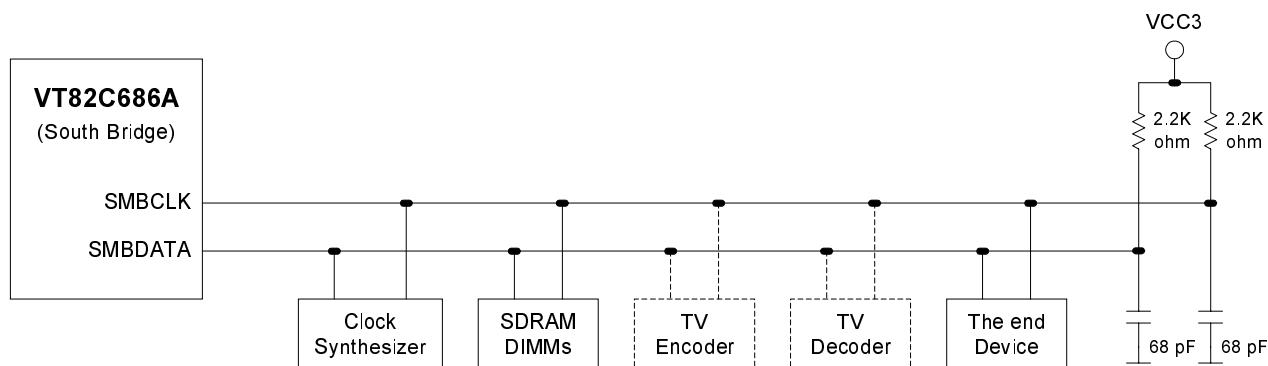 VCC3
VT82C686A
(South Bridge)
2.2K
ohm
2.2K
ohm
SMBCLK
SMBDATA
Clock
Synthesizer
SDRAM
DIMMs
TV
Encoder
TV
Decoder
The end
Device
68 pF
68 pF